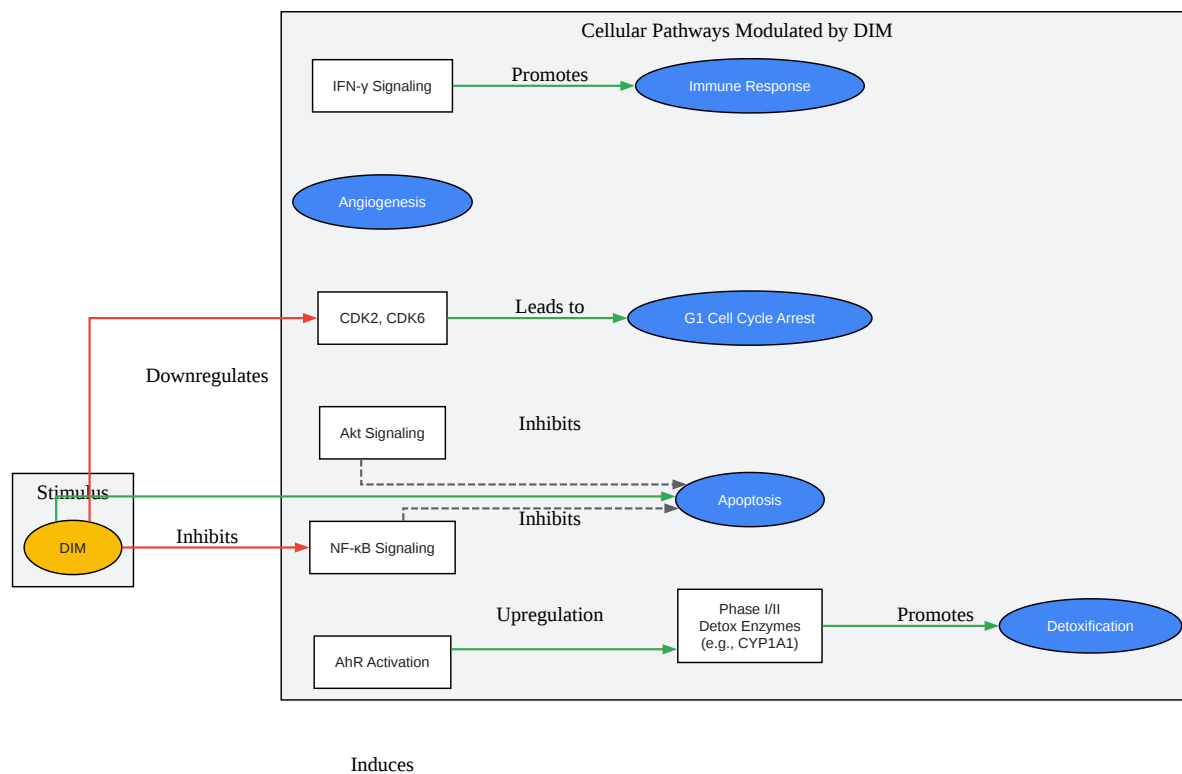 Cellular Pathways Modulated by DIM
IFN-γ Signaling
Promotes
Immune Response
Angiogenesis
CDK2, CDK6
Leads to
G1 Cell Cycle Arrest
Downregulates
Akt Signaling
Inhibits
Stimulus
Apoptosis
DIM
Inhibits
NF-κB Signaling
Inhibits
Upregulation
Phase I/II
Detox Enzymes
(e.g., CYP1A1)
Promotes
Detoxification
AhR Activation
Induces